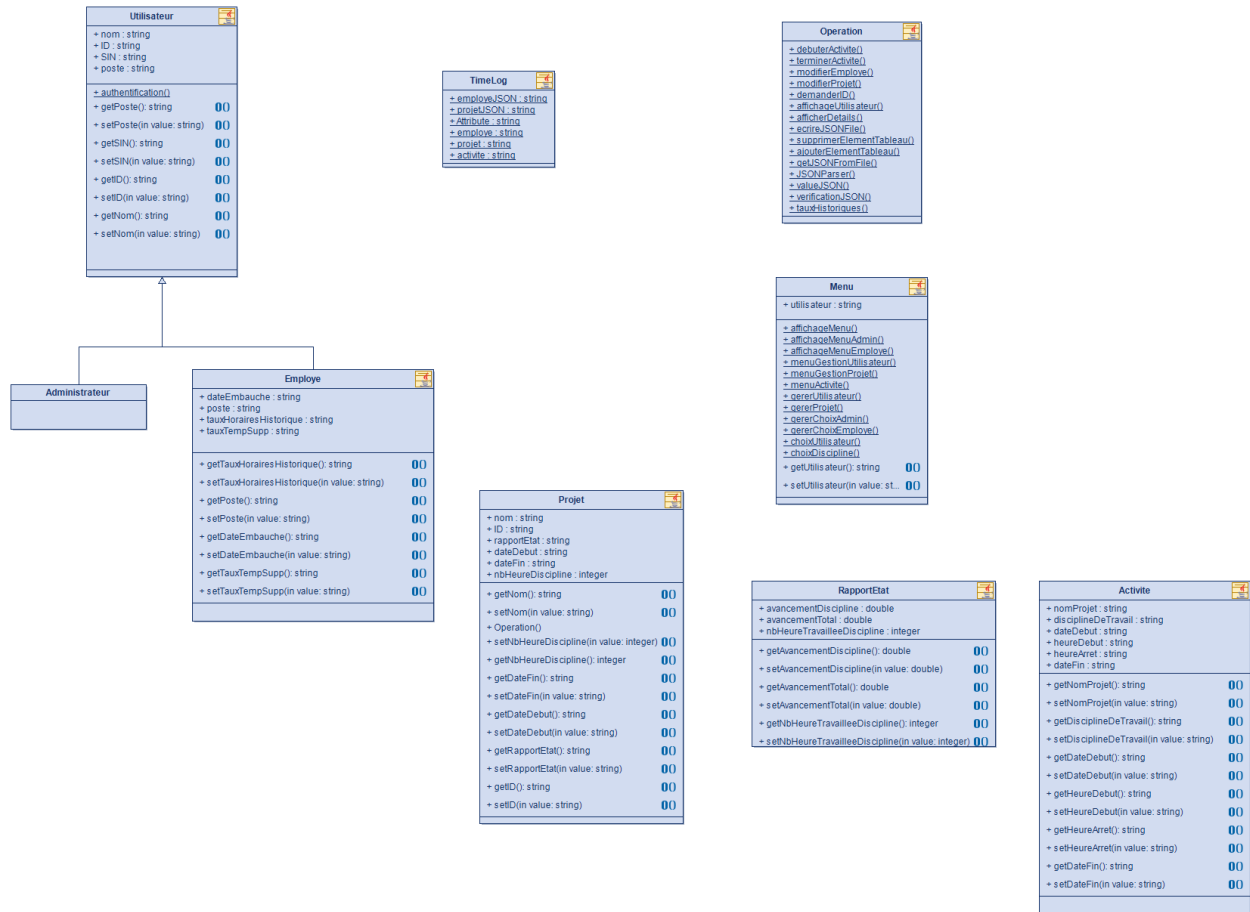 Utilisateur
+ nom : string
+ ID : string
+ SIN : string
+ poste : string
+ authentification()
+ getPoste(): string
+ setPoste(in value: string)
+ getSIN(): string
+ setSIN(in value: string)
+ getID(): string
+ setID(in value: string)
+ getNom(): string
+ setNom(in value: string)
TimeLog
+ employeJSON : string
+ projetJSON : string
+ Attribute : string
+ employe : string
+ projet : string
+ activite : string
Operation
+ debuterActivite()
+ terminerActivite()
+ modifierEmploye()
+ modifierProjet()
+ demanderID()
+ affichageUtilisateur()
+ afficherDetails()
+ ecrireJSONFile()
+ supprimerElementTableau()
+ ajouterElementTableau()
+ getJSONFromFile()
+ JSONParser()
+ valueJSON()
+ verificationJSON()
+ tauxHistoriques()
Menu
+ utilisateur : string
+ affichageMenu()
+ affichageMenuAdmin()
+ affichageMenuEmploye()
+ menuGestionUtilisateur()
+ menuGestionProjet()
+ menuActivite()
+ gererUtilisateur()
+ gererProjet()
+ gererChoixAdmin()
+ gererChoixEmploye()
+ choixUtilisateur()
+ choixDiscipline()
+ getUtilisateur(): string
+ setUtilisateur(in value: st...
Administrateur
Employe
+ dateEmbauche : string
+ poste : string
+ tauxHorairesHistorique : string
+ tauxTempSupp : string
+ getTauxHorairesHistorique(): string
+ setTauxHorairesHistorique(in value: string)
+ getPoste(): string
+ setPoste(in value: string)
+ getDateEmbauche(): string
+ setDateEmbauche(in value: string)
+ getTauxTempSupp(): string
+ setTauxTempSupp(in value: string)
Projet
+ nom : string
+ ID : string
+ rapportEtat : string
+ dateDebut : string
+ dateFin : string
+ nbHeureDiscipline : integer
+ getNom(): string
+ setNom(in value: string)
+ Operation()
+ setNbHeureDiscipline(in value: integer)
+ getNbHeureDiscipline(): integer
+ getDateFin(): string
+ setDateFin(in value: string)
+ getDateDebut(): string
+ setDateDebut(in value: string)
+ getRapportEtat(): string
+ setRapportEtat(in value: string)
+ getID(): string
+ setID(in value: string)
RapportEtat
+ avancementDiscipline : double
+ avancementTotal : double
+ nbHeureTravailleeDiscipline : integer
+ getAvancementDiscipline(): double
+ setAvancementDiscipline(in value: double)
+ getAvancementTotal(): double
+ setAvancementTotal(in value: double)
+ getNbHeureTravailleeDiscipline(): integer
+ setNbHeureTravailleeDiscipline(in value: integer)
Activite
+ nomProjet : string
+ disciplineDeTravail : string
+ dateDebut : string
+ heureDebut : string
+ heureArret : string
+ dateFin : string
+ getNomProjet(): string
+ setNomProjet(in value: string)
+ getDisciplineDeTravail(): string
+ setDisciplineDeTravail(in value: string)
+ getDateDebut(): string
+ setDateDebut(in value: string)
+ getHeureDebut(): string
+ setHeureDebut(in value: string)
+ getHeureArret(): string
+ setHeureArret(in value: string)
+ getDateFin(): string
+ setDateFin(in value: string)